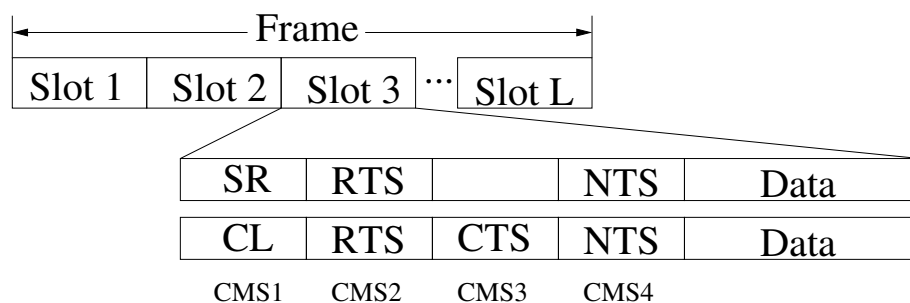 Frame
Slot 1 Slot 2 Slot 3 ... Slot L
SR RTS NTS Data
CL RTS CTS NTS Data
CMS1 CMS2 CMS3 CMS4